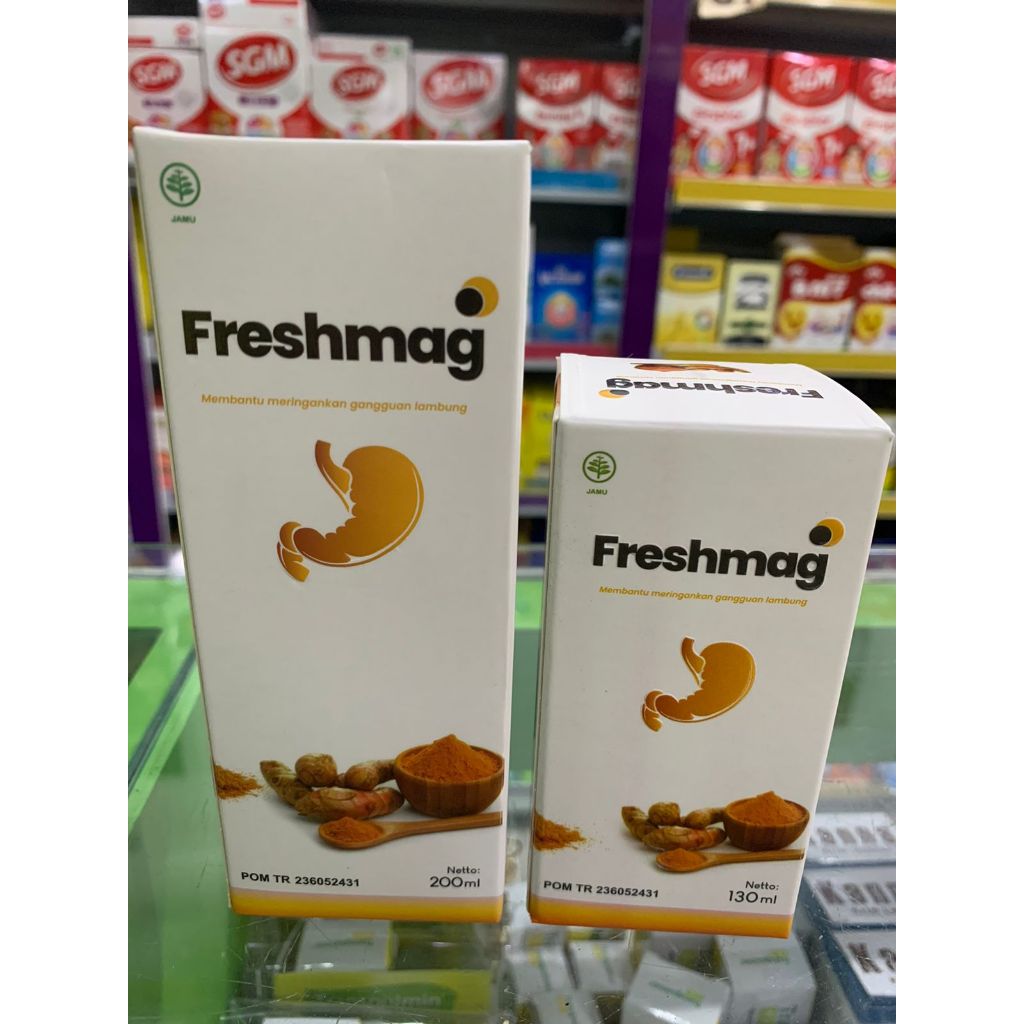 SGM
SGM
SGM
SGM
SGM
SGM
JAMU
Freshmag
Membantu meringankan gangguan lambung
POM TR 236052431
Netto:
200ml
Freshmag
JAMU
Freshmag
Membantu meringankan gangguan lambung
POM TR 236052431
Netto:
130ml